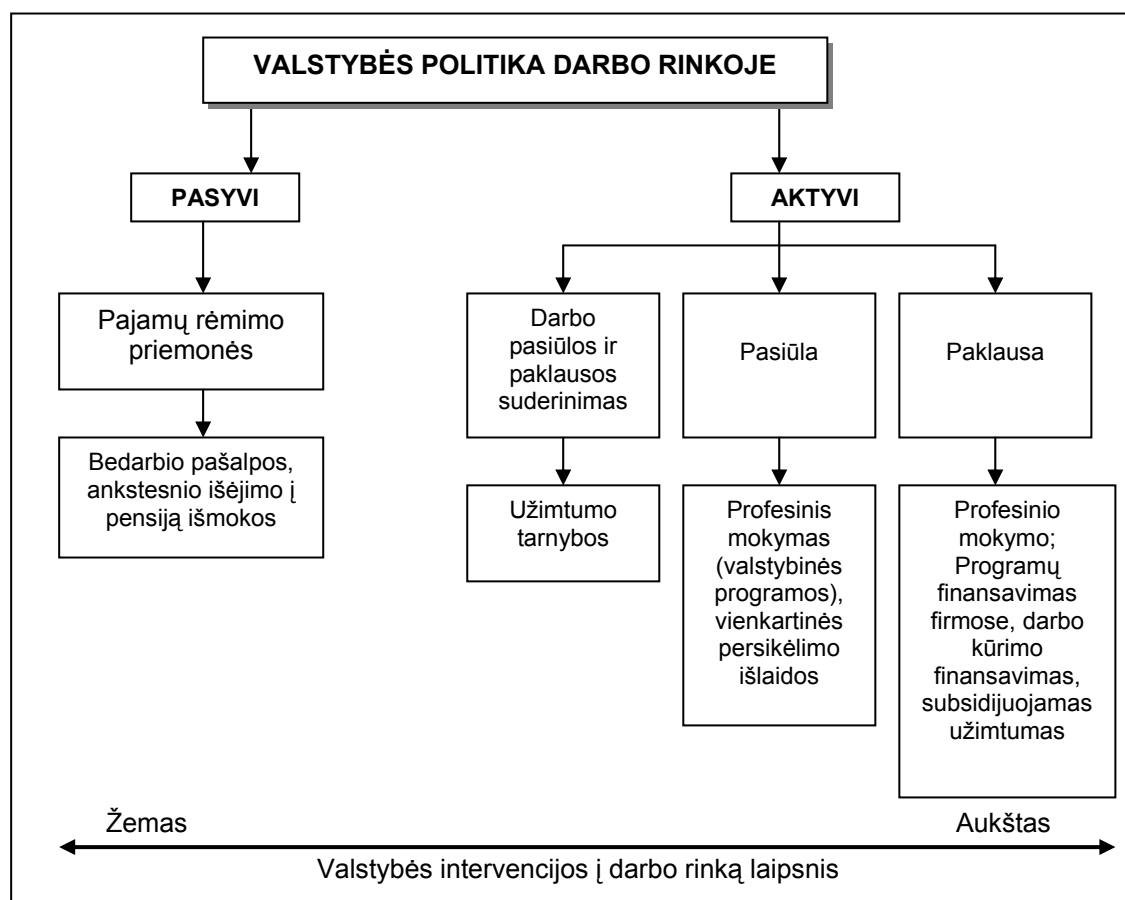 VALSTYBĖS POLITIKA DARBO RINKOJE
PASYVI
AKTYVI
Pajamų rėmimo
priemonės
Darbo
pasiūlos ir
paklausos
suderinimas
Pasiūla
Paklausa
Bedarbio pašalpos,
ankstesnio išėjimo į
pensiją išmokos
Užimtumo
tarnybos
Profesinis
mokymas
(valstybinės
programos),
vienkartinės
persikėlimo
išlaidos
Profesinio
mokymo;
Programų
finansavimas
firmose, darbo
kūrimo
finansavimas,
subsidijuojamas
užimtumas
Žemas
Aukštas
Valstybės intervencijos į darbo rinką laipsnis